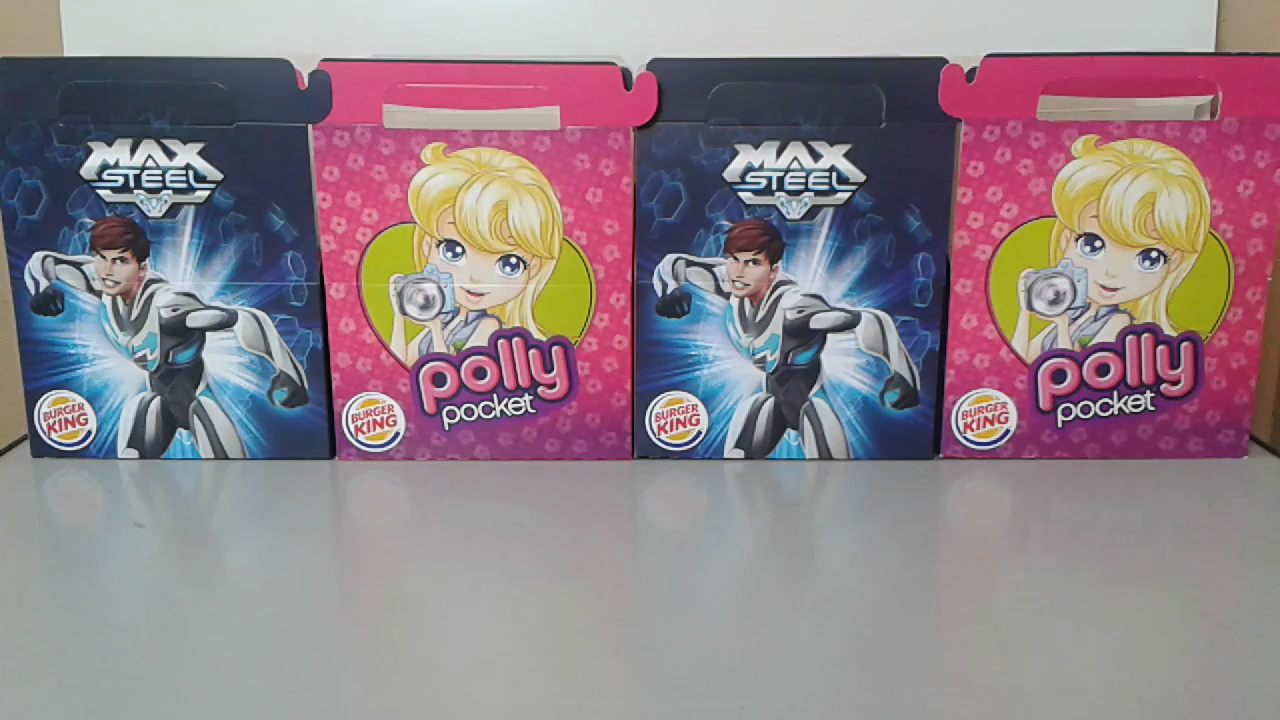 MAX
STEEL
BURGER
KING
polly
pocket
BURGER
KING
MAX
STEEL
BURGER
KING
polly
pocket
BURGER
KING